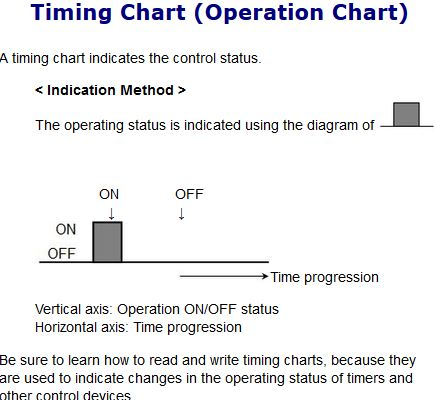 Timing Chart (Operation Chart)
A timing chart indicates the control status.
< Indication Method >
The operating status is indicated using the diagram of
ON OFF
↓ ↓
ON
OFF
Time progression
Vertical axis: Operation ON/OFF status
Horizontal axis: Time progression
Be sure to learn how to read and write timing charts, because they
are used to indicate changes in the operating status of timers and
other control devices